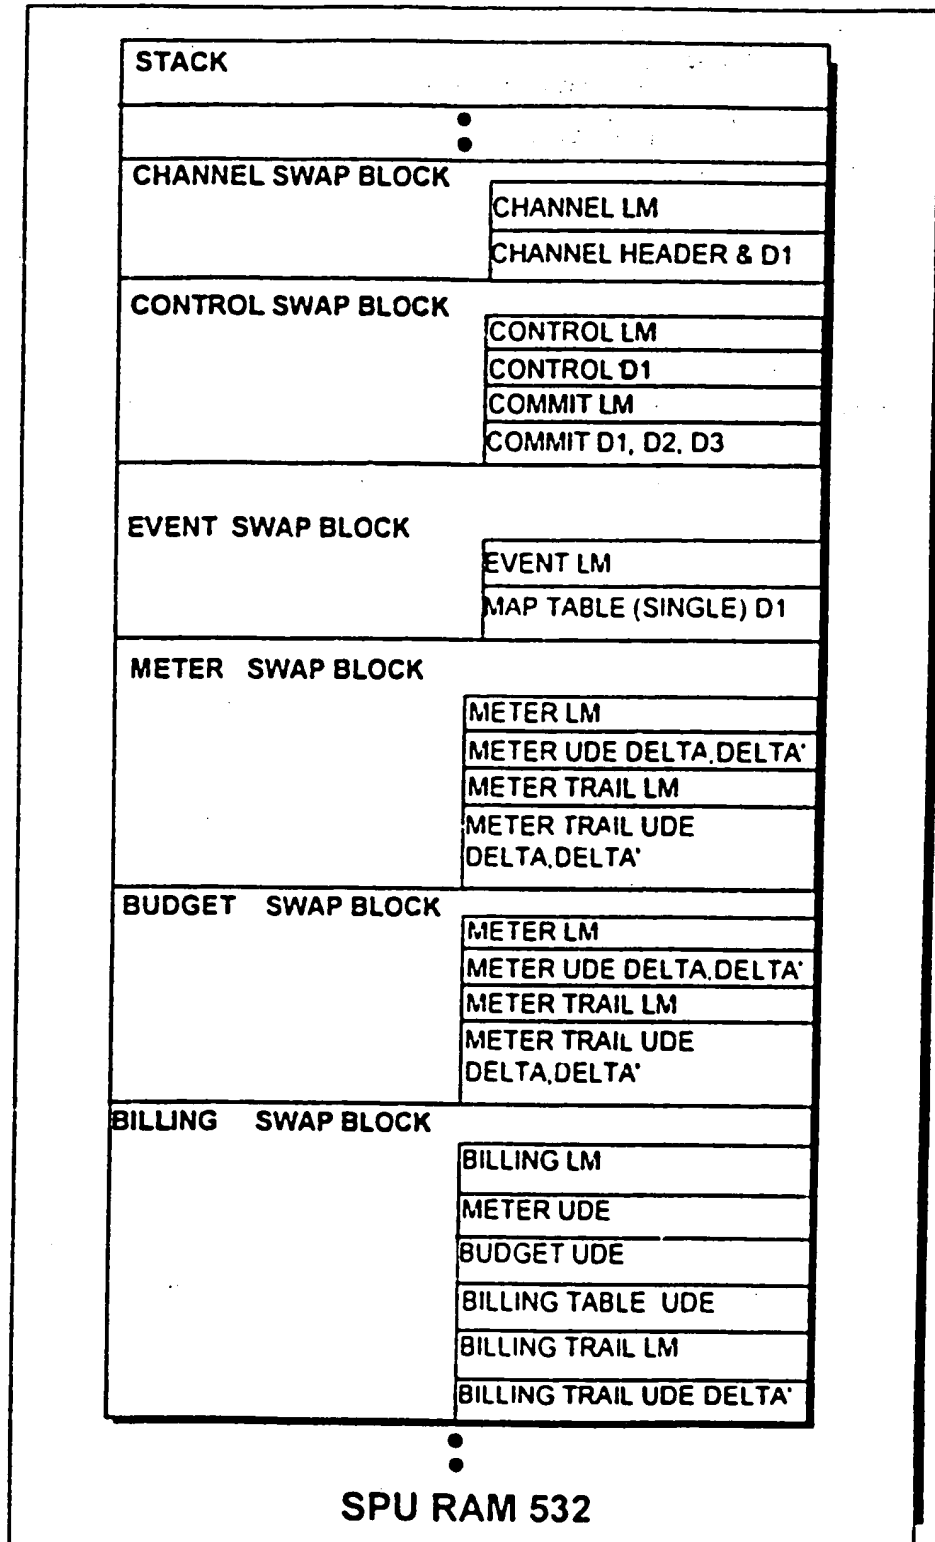 STACK
CHANNEL SWAP BLOCK
CHANNEL LM
CHANNEL HEADER & D1
CONTROL SWAP BLOCK
CONTROL LM
CONTROL D1
COMMIT LM
COMMIT D1, D2, D3
EVENT SWAP BLOCK
EVENT LM
MAP TABLE (SINGLE) D1
METER SWAP BLOCK
METER LM
METER UDE DELTA,DELTA'
METER TRAIL LM
METER TRAIL UDE
DELTA,DELTA'
BUDGET SWAP BLOCK
METER LM
METER UDE DELTA,DELTA'
METER TRAIL LM
METER TRAIL UDE
DELTA,DELTA'
BILLING SWAP BLOCK
BILLING LM
METER UDE
BUDGET UDE
BILLING TABLE UDE
BILLING TRAIL LM
BILLING TRAIL UDE DELTA'
SPU RAM 532